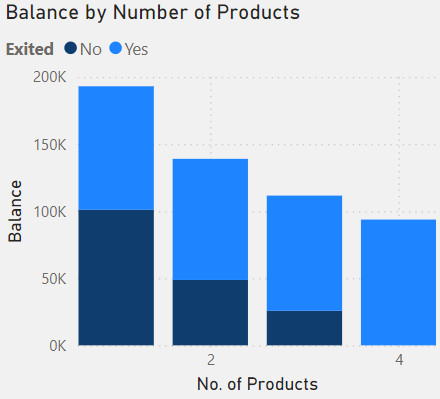 Balance by Number of Products
Exited No Yes
200K
150K
100K
50K
0K
Balance
2 4
No. of Products